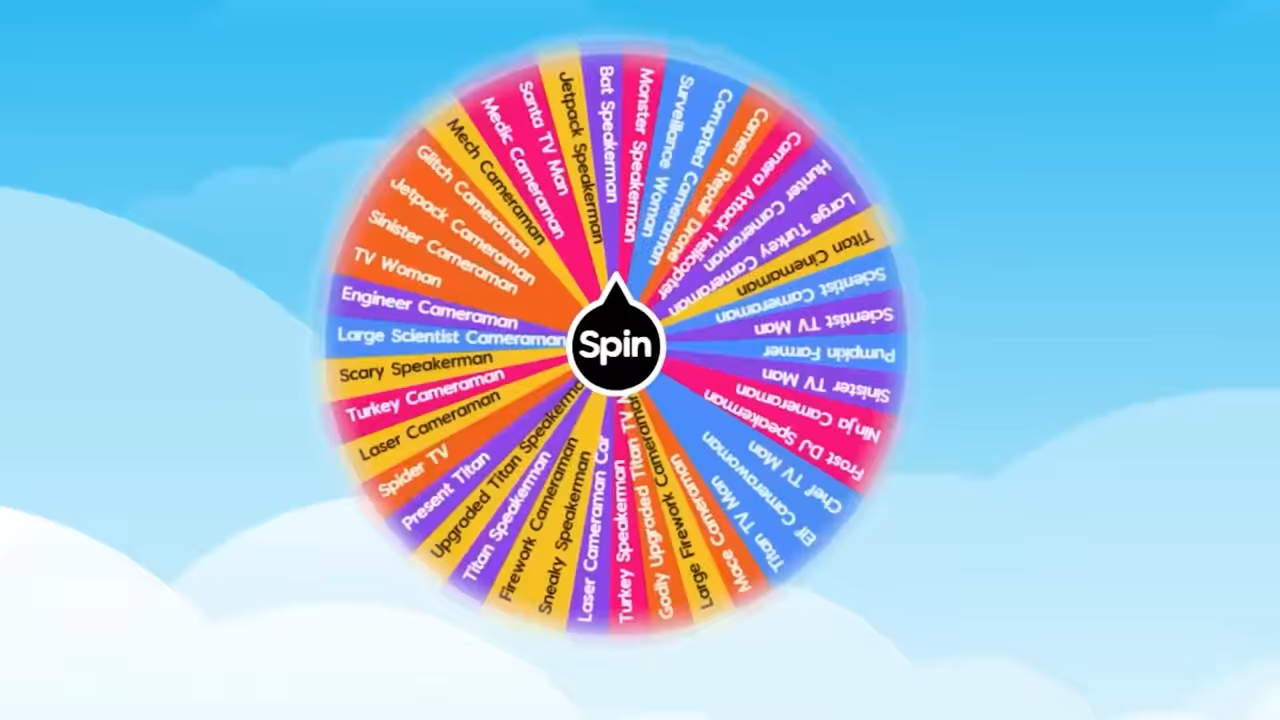 Bat Speakerman
Monster Speakerman
Surveillance Woman
Corrupted Cameraman
Camera Repair Drone
Camera Attack Helicopter
Hunter Cameraman
Large Turkey Cameraman
Titan Cinemaman
Scientist Cameraman
Scientist TV Man
Pumpkin Farmer
Sinister TV Man
Ninja Cameraman
Frost DJ Speakerman
Chef TV Man
Elf Camerawoman
Titan TV Man
Mace Cameraman
Large Firework Cameraman
Godly Upgraded Titan TV
Turkey Speakerman
Laser Cameraman Car
Sneaky Speakerman
Firework Cameraman
Titan Speakerman
Upgraded Titan Speakerman
Present Titan
Spider TV
Laser Cameraman
Turkey Cameraman
Scary Speakerman
Large Scientist Cameraman
Engineer Cameraman
TV Woman
Sinister Cameraman
Jetpack Cameraman
Glitch Cameraman
Mech Cameraman
Medic Cameraman
Santa TV Man
Jetpack Speakerman
Spin